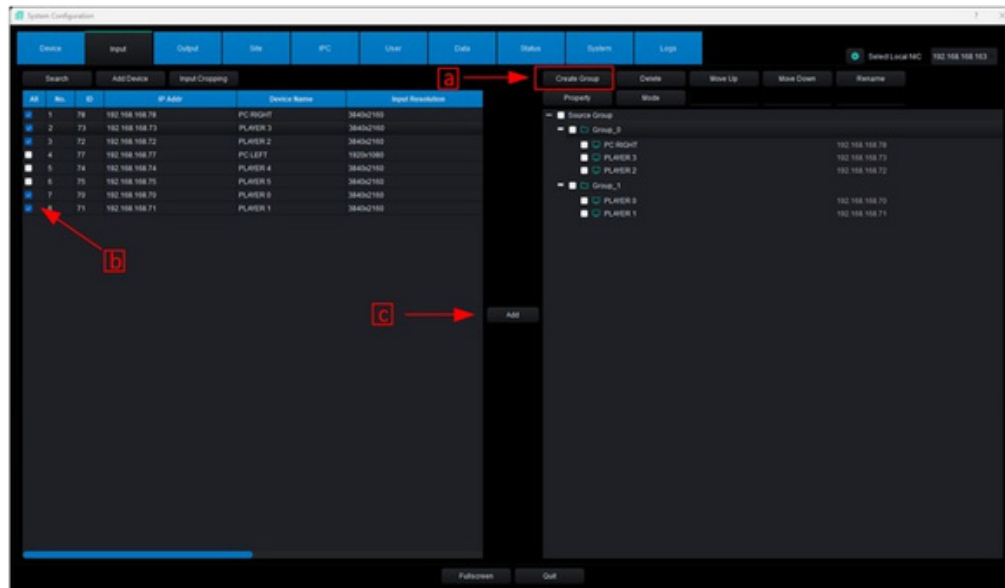 System Configuration ? ×
Device Input Output Site IPC User Data Status System Logs
Select Local NIC 192.168.168.163
Search Add Device Input Cropping a Create Group Delete Move Up Move Down Rename
Property Mode
All No. ID IP Addr Device Name Input Resolution
1 78 192.168.168.78 PC RIGHT 3840x2160
2 73 192.168.168.73 PLAYER 3 3840x2160
3 72 192.168.168.72 PLAYER 2 3840x2160
4 77 192.168.168.77 PC LEFT 1920x1080
5 74 192.168.168.74 PLAYER 4 3840x2160
6 75 192.168.168.75 PLAYER 5 3840x2160
7 70 192.168.168.70 PLAYER 0 3840x2160
8 71 192.168.168.71 PLAYER 1 3840x2160
Source Group
Group_0
PC RIGHT 192.168.168.78
PLAYER 3 192.168.168.73
PLAYER 2 192.168.168.72
Group_1
PLAYER 0 192.168.168.70
PLAYER 1 192.168.168.71
b
c Add
Fullscreen Quit